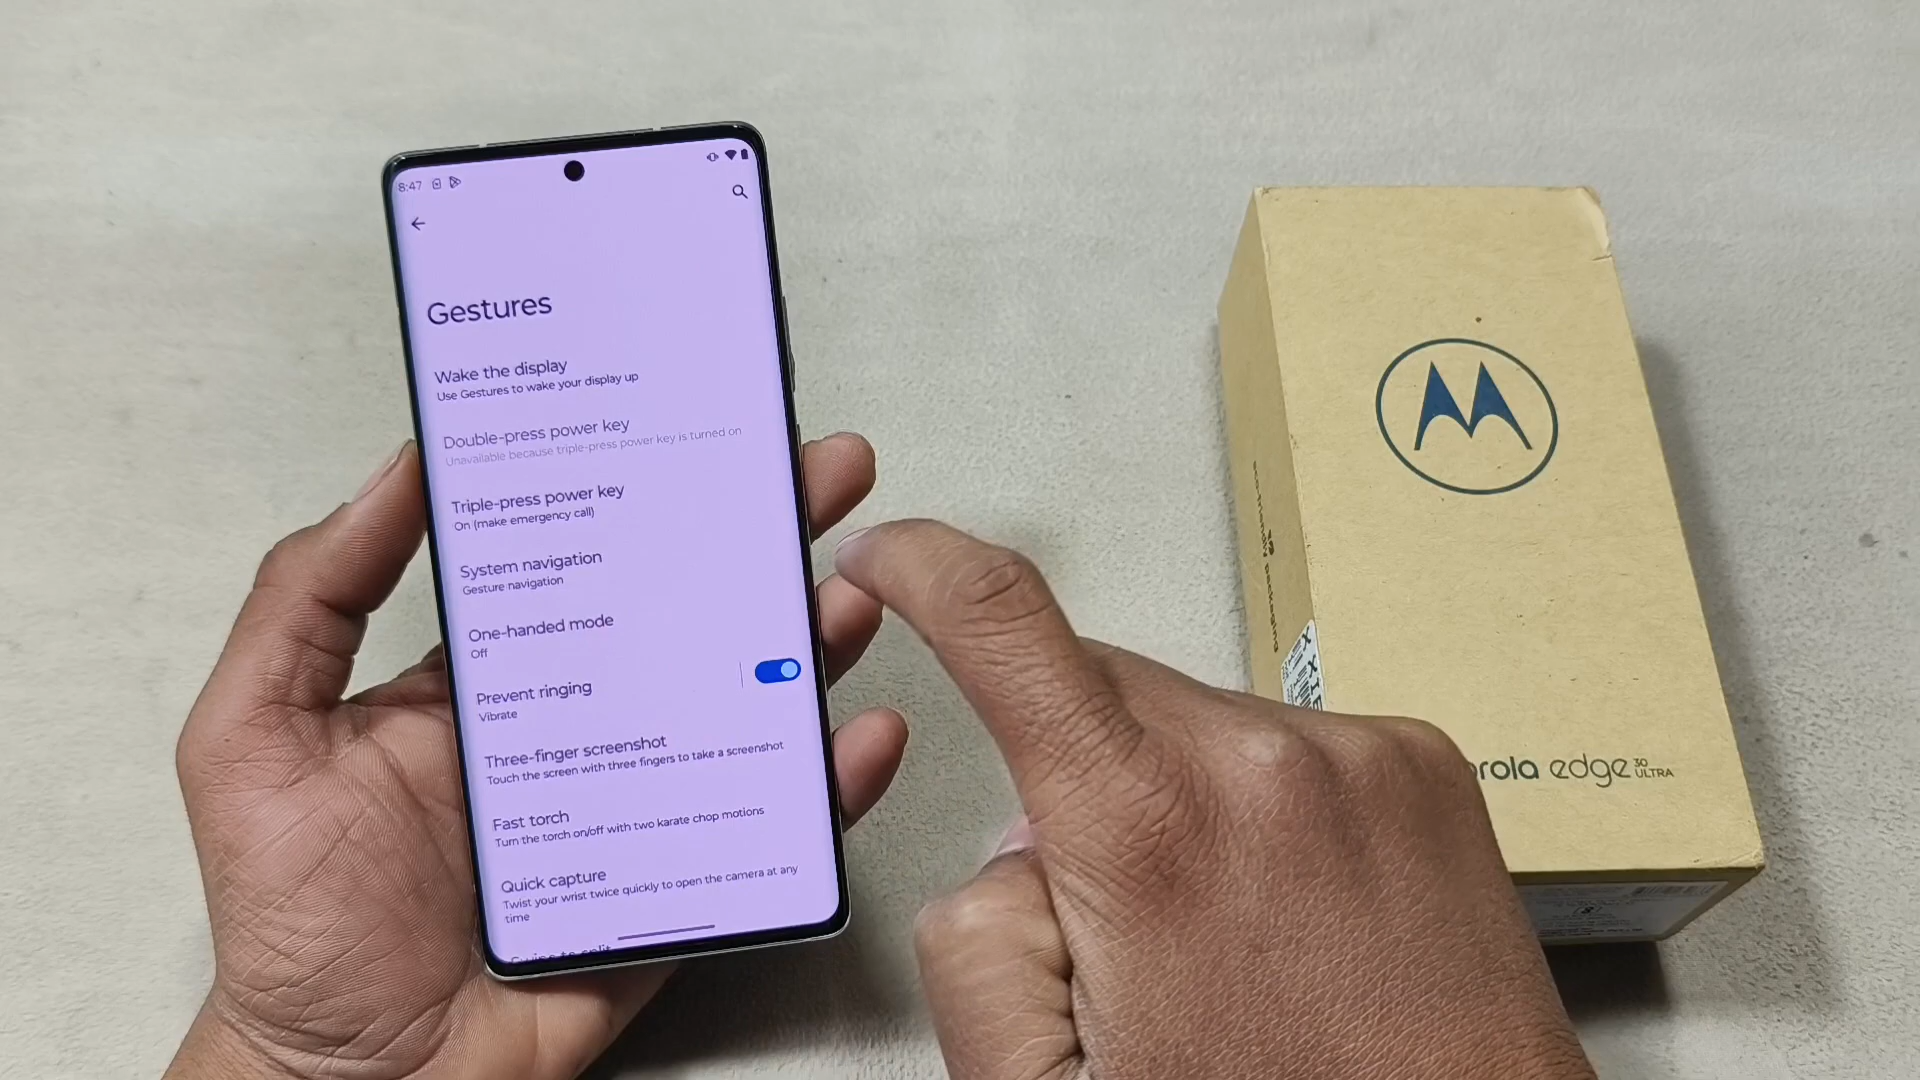 8:47
Gestures
Wake the display
Use Gestures to wake your display up
Double-press power key
Unavailable because triple-press power key is turned on
Triple-press power key
On (make emergency call)
System navigation
Gesture navigation
One-handed mode
Off
Prevent ringing
Vibrate
Three-finger screenshot
Touch the screen with three fingers to take a screenshot
Fast torch
Turn the torch on/off with two karate chop motions
Quick capture
Twist your wrist twice quickly to open the camera at any
time
Swipe to split
rola edge 30
ULTRA